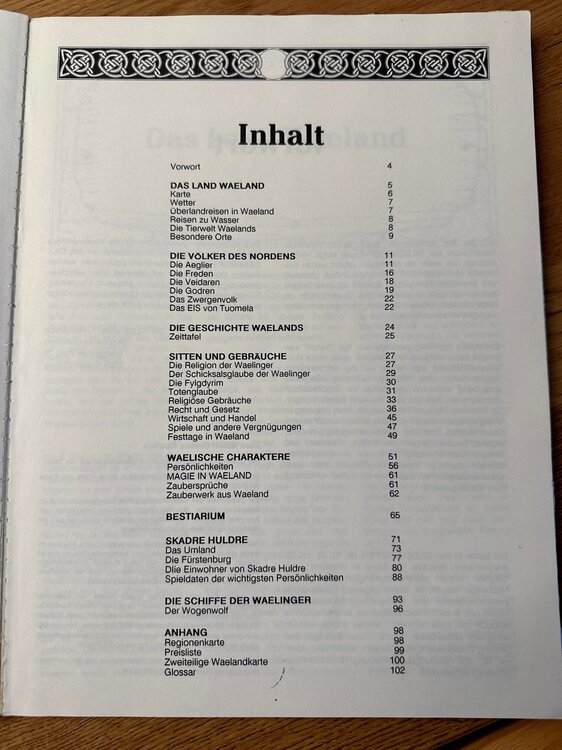 Inhalt
Vorwort 4
DAS LAND WAELAND 5
Karte 6
Wetter 7
Überlandreisen in Waeland 7
Reisen zu Wasser 8
Die Tierwelt Waelands 8
Besondere Orte 9
DIE VÖLKER DES NORDENS 11
Die Aeglier 11
Die Freden 16
Die Veidaren 18
Die Godren 19
Das Zwergenvolk 22
Das EIS von Tuomela 22
DIE GESCHICHTE WAELANDS 24
Zeittafel 25
SITTEN UND GEBRÄUCHE 27
Die Religion der Waelinger 27
Der Schicksalsglaube der Waelinger 29
Die Fylgdyrim 30
Totenglaube 31
Religiöse Gebräuche 33
Recht und Gesetz 36
Wirtschaft und Handel 45
Spiele und andere Vergnügungen 47
Festtage in Waeland 49
WAELISCHE CHARAKTERE 51
Persönlichkeiten 56
MAGIE IN WAELAND 61
Zaubersprüche 61
Zauberwerk aus Waeland 62
BESTIARIUM 65
SKADRE HULDRE 71
Das Umland 73
Die Fürstenburg 77
DIie Einwohner von Skadre Huldre 80
Spieldaten der wichtigsten Persönlichkeiten 88
DIE SCHIFFE DER WAELINGER 93
Der Wogenwolf 96
ANHANG 98
Regionenkarte 98
Preisliste 99
Zweiteilige Waelandkarte 100
Glossar 102